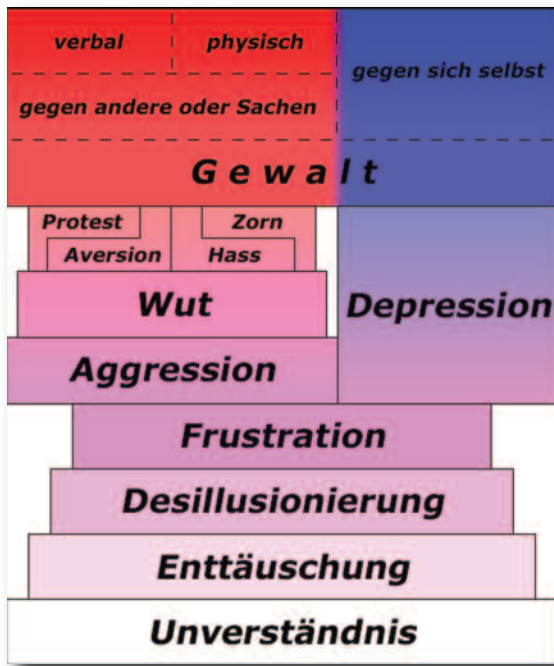 verbal physisch
gegen sich selbst
gegen andere oder Sachen
Gewalt
Protest Zorn
Aversion Hass
Wut
Depression
Aggression
Frustration
Desillusionierung
Enttäuschung
Unverständnis